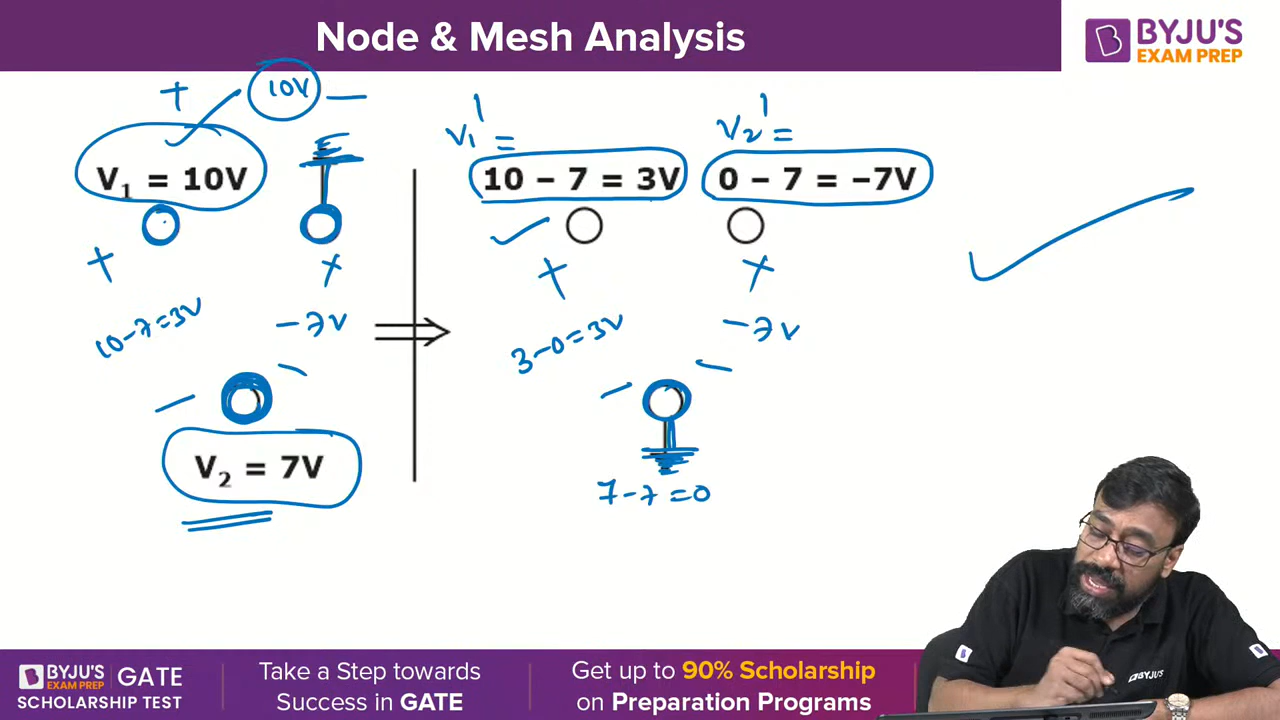 Node & Mesh Analysis
BYJU'S
EXAM PREP
+ 10V —
V₁ = 10V
+ +
10-7=3V
-7V
— —
V₂ = 7V
V₁' =
V₂' =
10 – 7 = 3V
0 – 7 = –7V
+ +
3-0=3V
-7V
— —
7-7=0
BYJU'S
EXAM PREP
GATE
SCHOLARSHIP TEST
Take a Step towards
Success in GATE
Get up to 90% Scholarship
on Preparation Programs
BYJU'S